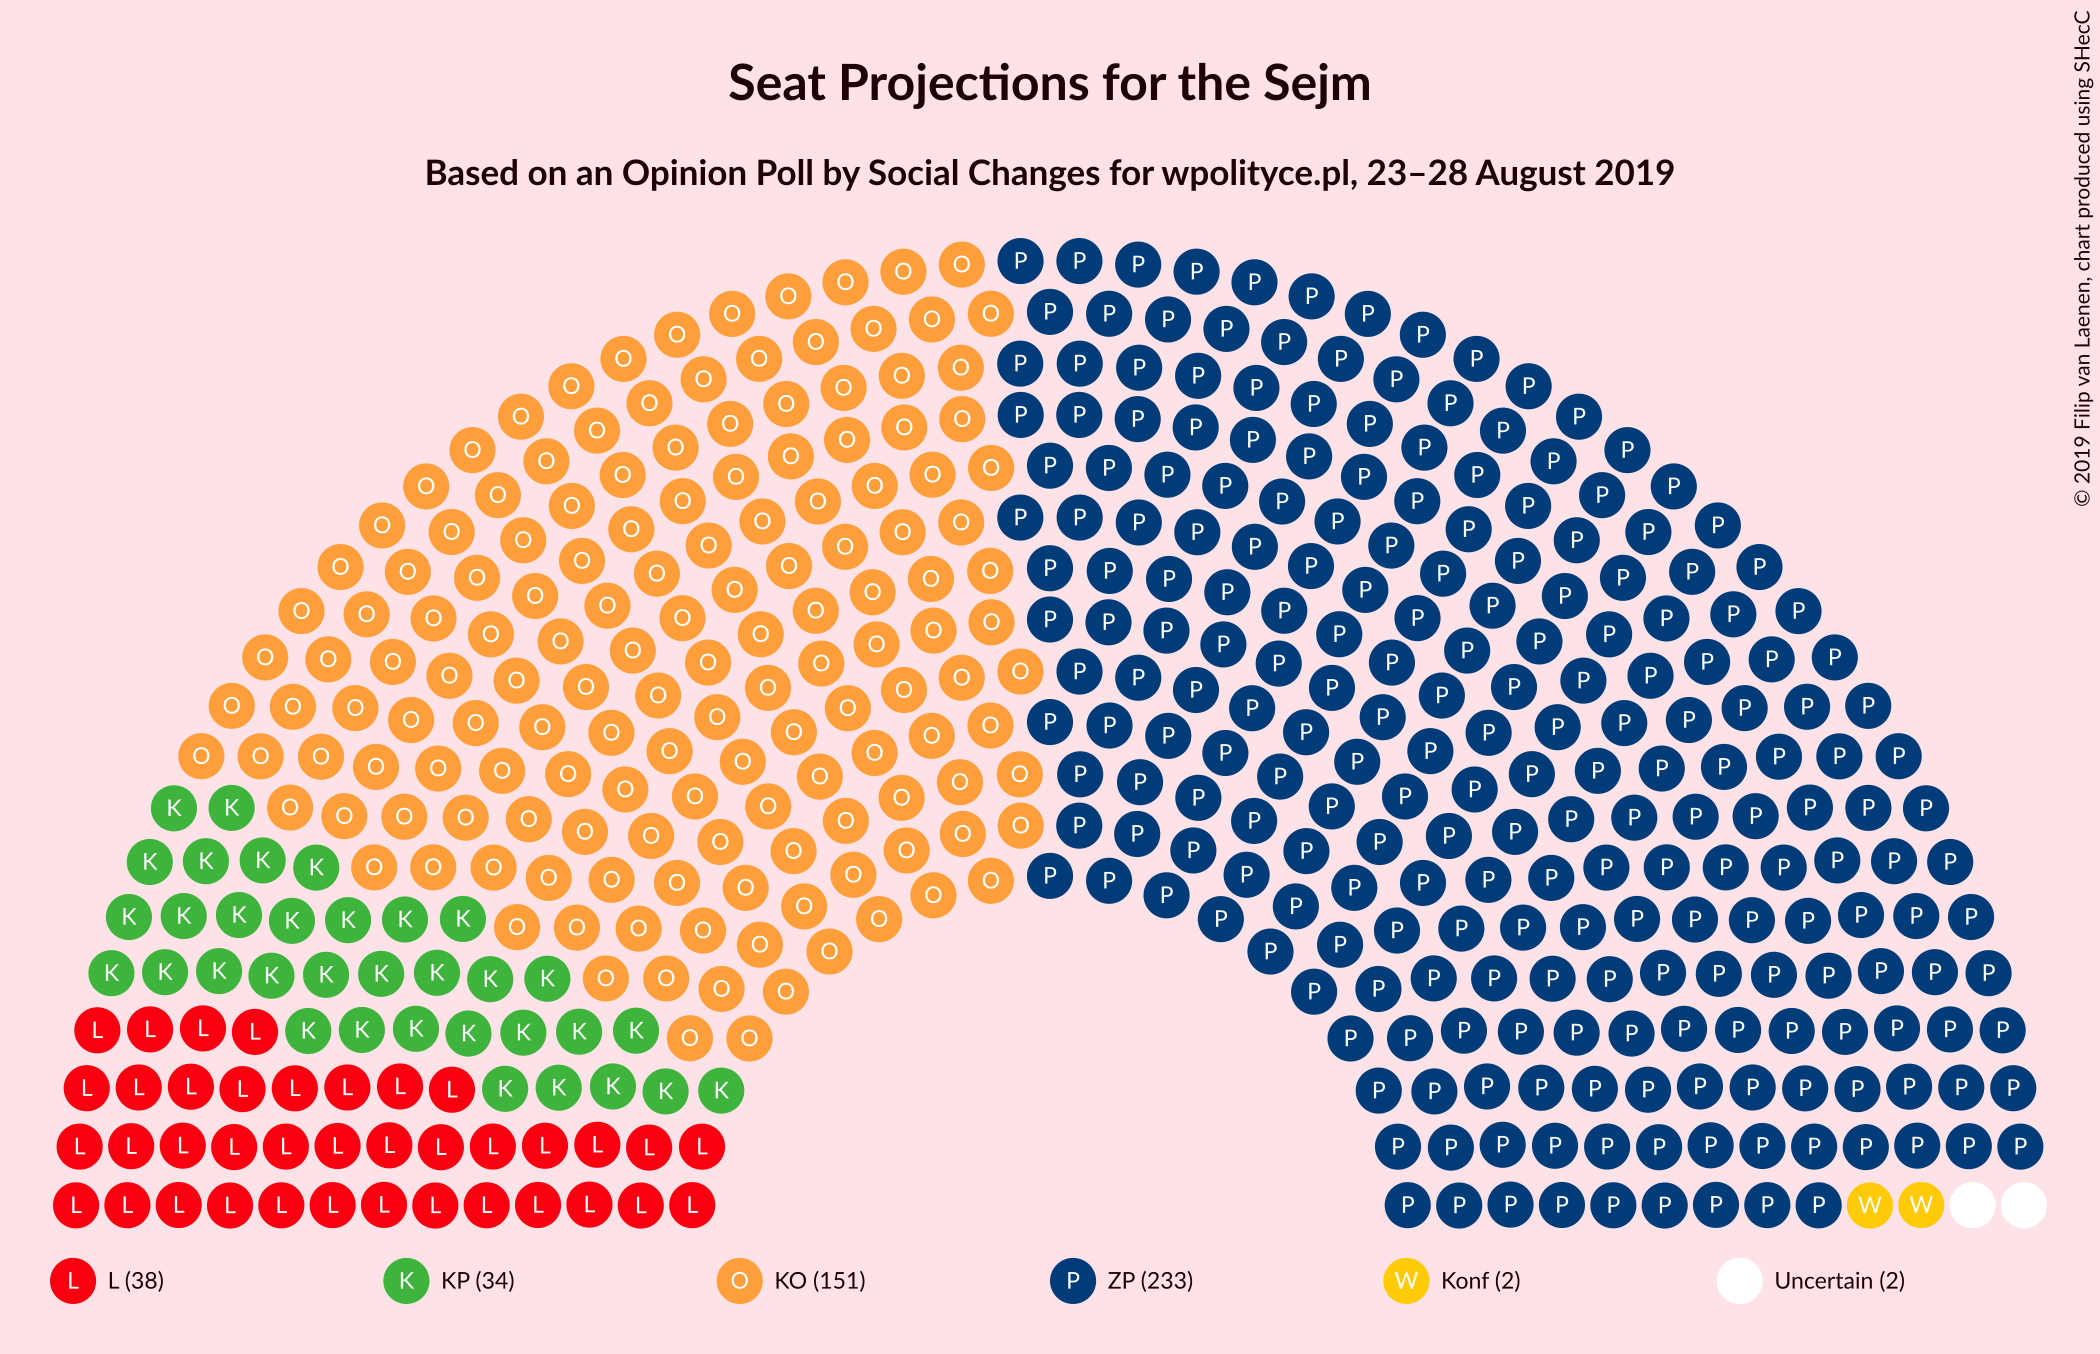 Seat Projections for the Sejm
Based on an Opinion Poll by Social Changes for wpolityce.pl, 23–28 August 2019
© 2019 Filip van Laenen, chart produced using SHecC
L L (38) K KP (34) O KO (151) P ZP (233) W Konf (2) Uncertain (2)